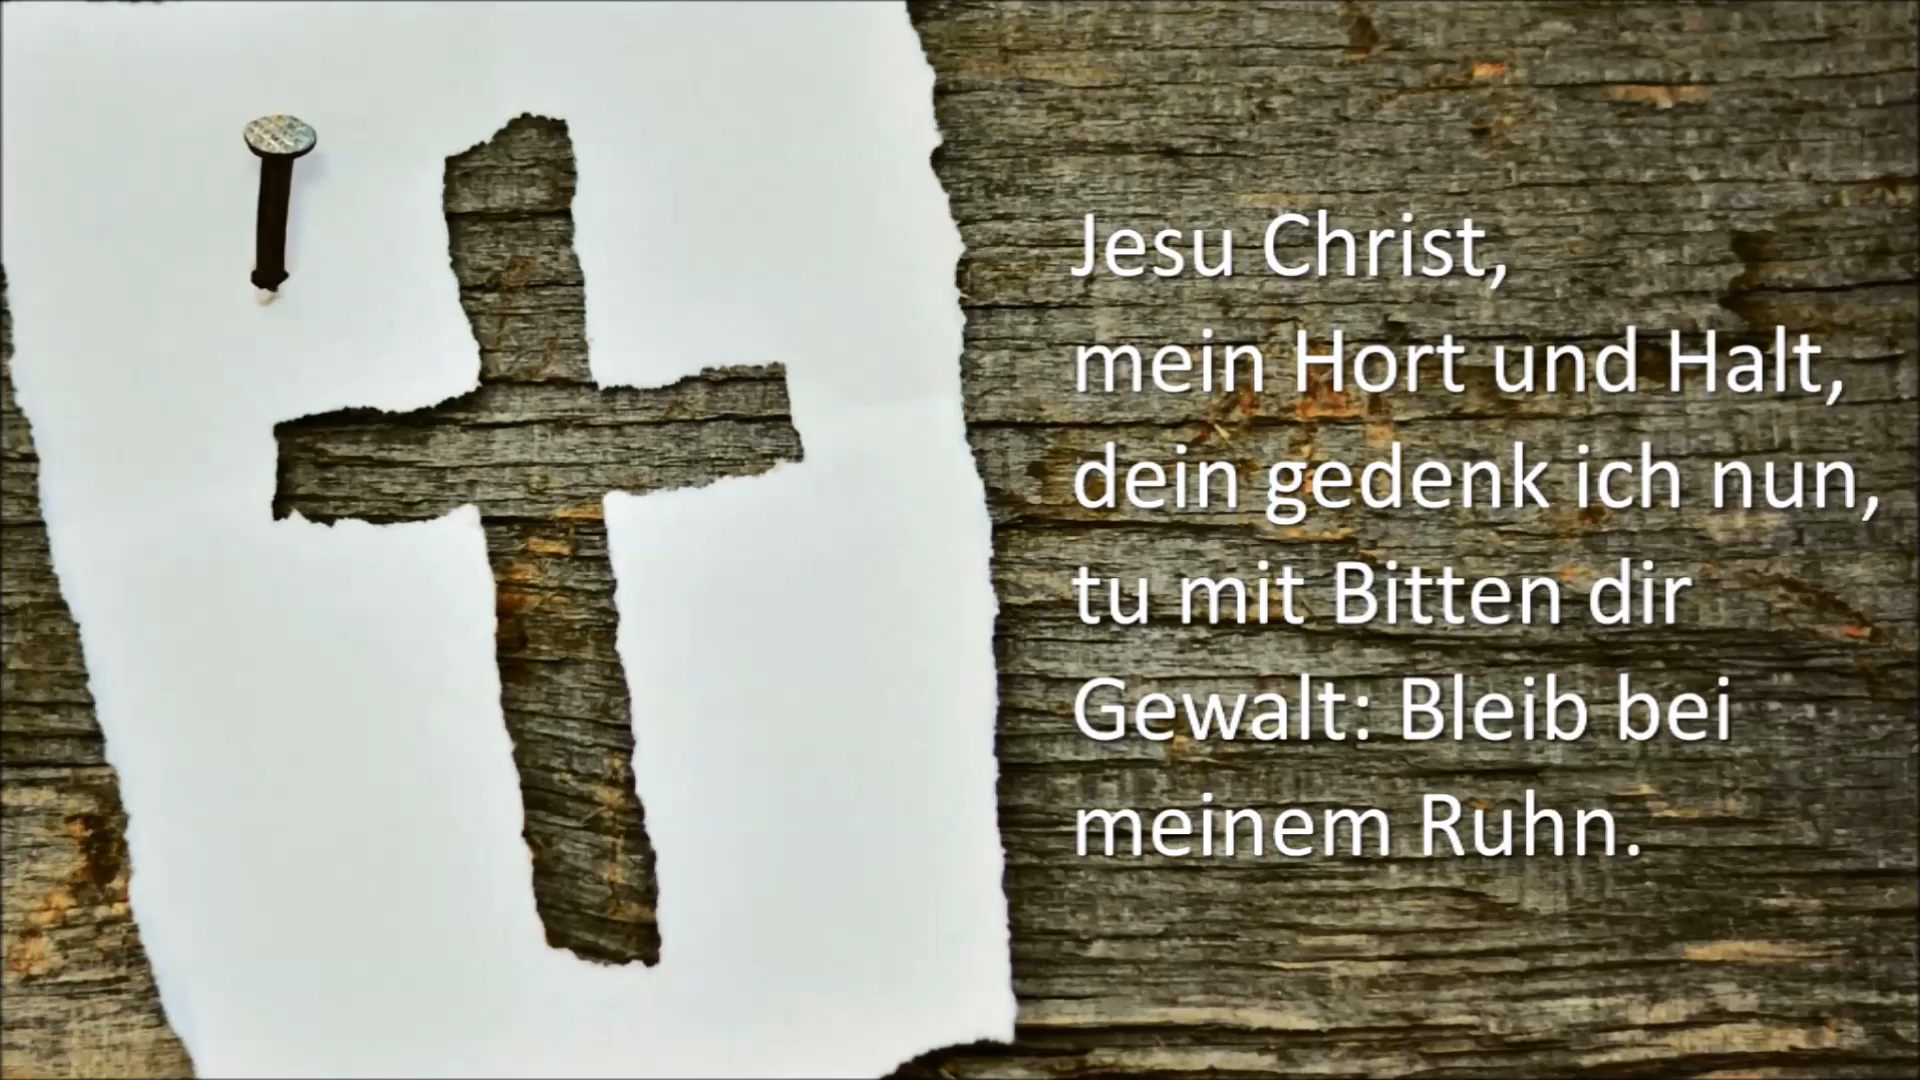 Jesu Christ,
mein Hort und Halt,
dein gedenk ich nun,
tu mit Bitten dir
Gewalt: Bleib bei
meinem Ruhn.